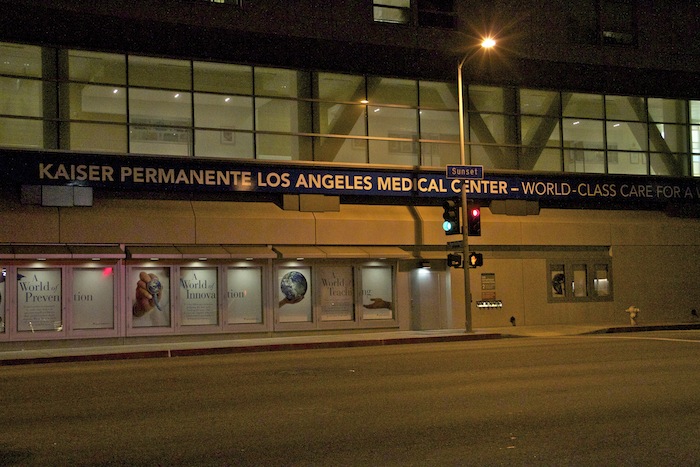 KAISER PERMANENTE LOS ANGELES MEDICAL CENTER – WORLD-CLASS CARE FOR A
Sunset
A World of Prevention
A World of Innovation
A World of Teaching